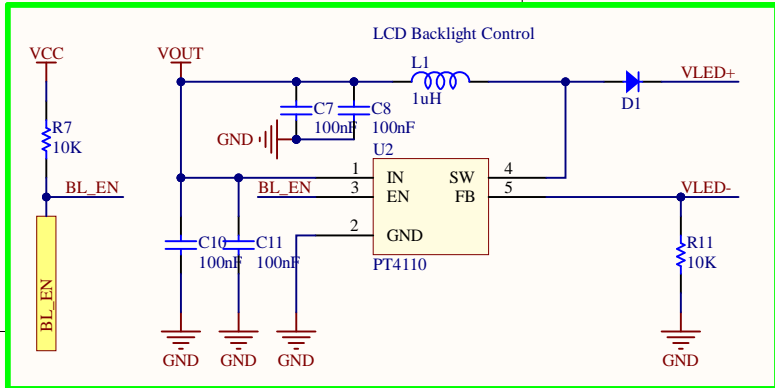 LCD Backlight Control
VCC
VOUT
L1
1uH
VLED+
D1
C7
C8
100nF
100nF
R7
10K
GND
U2
BL_EN
BL_EN
1
IN
SW
4
3
EN
FB
5
VLED-
2
GND
PT4110
C10
C11
100nF
100nF
R11
10K
BL_EN
GND
GND
GND
GND